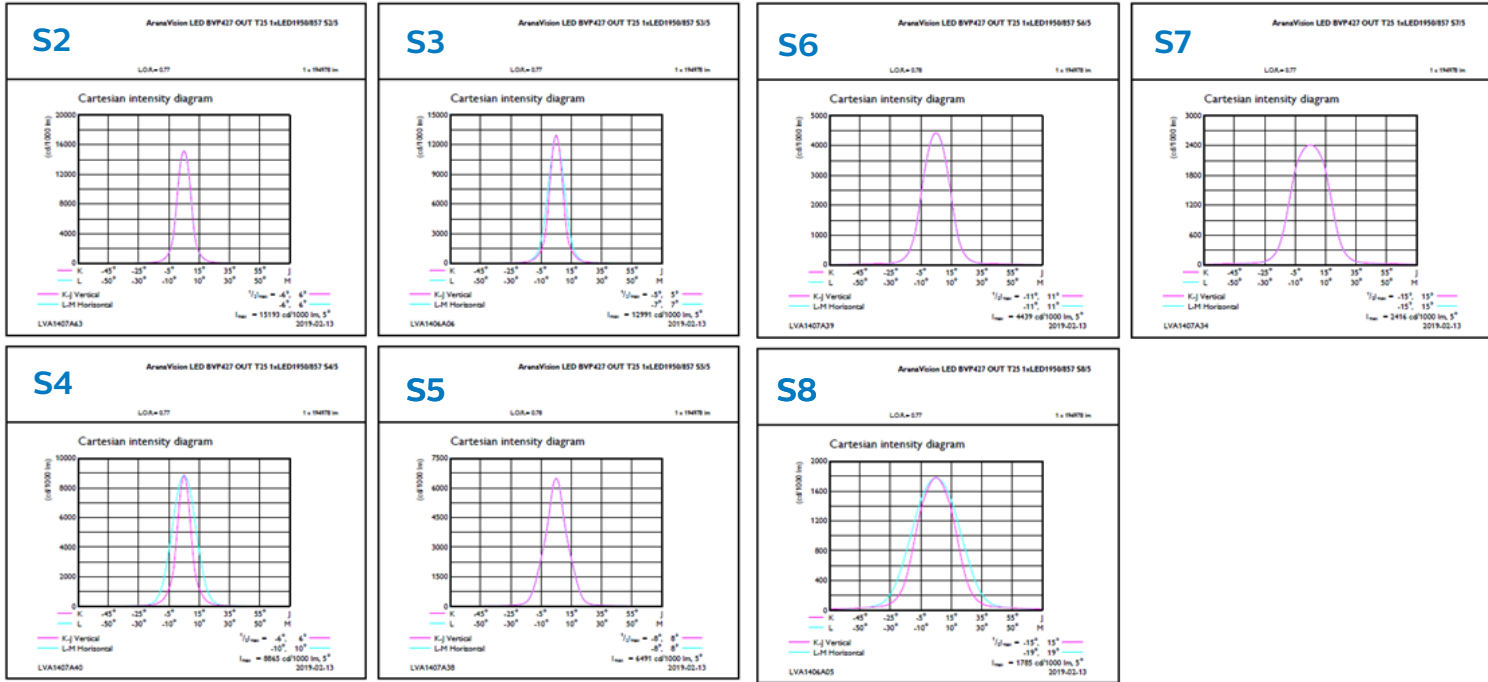 S2
ArenaVision LED BVP427 OUT T25 1xLED1950/857 S2/5
L.O.R.= 0.77
1 x 194978 lm
Cartesian intensity diagram
(cd/1000 lm)
20000
16000
12000
8000
4000
0
K -45° -25° -5° 15° 35° 55° J
L -50° -30° -10° 10° 30° 50° M
K-J Vertical
L-M Horizontal
1/2Imax = -6°, 6°
-6°, 6°
Imax = 15193 cd/1000 lm, 5°
LVA1407A63
2019-02-13
S3
ArenaVision LED BVP427 OUT T25 1xLED1950/857 S3/5
L.O.R.= 0.77
1 x 194978 lm
Cartesian intensity diagram
(cd/1000 lm)
15000
12000
9000
6000
3000
0
K -45° -25° -5° 15° 35° 55° J
L -50° -30° -10° 10° 30° 50° M
K-J Vertical
L-M Horizontal
1/2Imax = -5°, 5°
-7°, 7°
Imax = 12991 cd/1000 lm, 5°
LVA1406A06
2019-02-13
S6
ArenaVision LED BVP427 OUT T25 1xLED1950/857 S6/5
L.O.R.= 0.78
1 x 194978 lm
Cartesian intensity diagram
(cd/1000 lm)
5000
4000
3000
2000
1000
0
K -45° -25° -5° 15° 35° 55° J
L -50° -30° -10° 10° 30° 50° M
K-J Vertical
L-M Horizontal
1/2Imax = -11°, 11°
-11°, 11°
Imax = 4439 cd/1000 lm, 5°
LVA1407A39
2019-02-13
S7
ArenaVision LED BVP427 OUT T25 1xLED1950/857 S7/5
L.O.R.= 0.77
1 x 194978 lm
Cartesian intensity diagram
(cd/1000 lm)
3000
2400
1800
1200
600
0
K -45° -25° -5° 15° 35° 55° J
L -50° -30° -10° 10° 30° 50° M
K-J Vertical
L-M Horizontal
1/2Imax = -15°, 15°
-15°, 15°
Imax = 2416 cd/1000 lm, 5°
LVA1407A34
2019-02-13
S4
ArenaVision LED BVP427 OUT T25 1xLED1950/857 S4/5
L.O.R.= 0.77
1 x 194978 lm
Cartesian intensity diagram
(cd/1000 lm)
10000
8000
6000
4000
2000
0
K -45° -25° -5° 15° 35° 55° J
L -50° -30° -10° 10° 30° 50° M
K-J Vertical
L-M Horizontal
1/2Imax = -6°, 6°
-10°, 10°
Imax = 8865 cd/1000 lm, 5°
LVA1407A40
2019-02-13
S5
ArenaVision LED BVP427 OUT T25 1xLED1950/857 S5/5
L.O.R.= 0.78
1 x 194978 lm
Cartesian intensity diagram
(cd/1000 lm)
7500
6000
4500
3000
1500
0
K -45° -25° -5° 15° 35° 55° J
L -50° -30° -10° 10° 30° 50° M
K-J Vertical
L-M Horizontal
1/2Imax = -8°, 8°
-8°, 8°
Imax = 6491 cd/1000 lm, 5°
LVA1407A38
2019-02-13
S8
ArenaVision LED BVP427 OUT T25 1xLED1950/857 S8/5
L.O.R.= 0.77
1 x 194978 lm
Cartesian intensity diagram
(cd/1000 lm)
2000
1600
1200
800
400
0
K -45° -25° -5° 15° 35° 55° J
L -50° -30° -10° 10° 30° 50° M
K-J Vertical
L-M Horizontal
1/2Imax = -15°, 15°
-19°, 19°
Imax = 1785 cd/1000 lm, 5°
LVA1406A05
2019-02-13